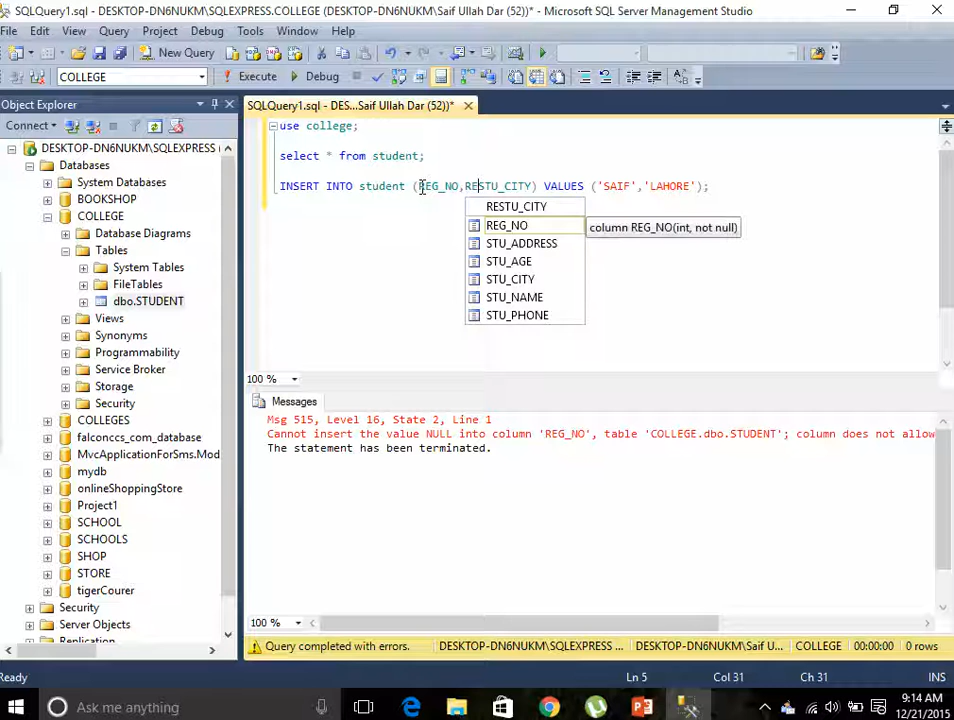 SQLQuery1.sql - DESKTOP-DN6NUKM\SQLEXPRESS.COLLEGE (DESKTOP-DN6NUKM\Saif Ullah Dar (52))* - Microsoft SQL Server Management Studio
File Edit View Query Project Debug Tools Window Help
New Query
COLLEGE Execute Debug
Object Explorer
Connect
DESKTOP-DN6NUKM\SQLEXPRESS (
Databases
System Databases
BOOKSHOP
COLLEGE
Database Diagrams
Tables
System Tables
FileTables
dbo.STUDENT
Views
Synonyms
Programmability
Service Broker
Storage
Security
COLLEGES
falconccs_com_database
MvcApplicationForSms.Mod
mydb
onlineShoppingStore
Project1
SCHOOL
SCHOOLS
SHOP
STORE
tigerCourer
Security
Server Objects
Replication
SQLQuery1.sql - DES...Saif Ullah Dar (52))*
use college;
select * from student;
INSERT INTO student (REG_NO,RESTU_CITY) VALUES ('SAIF','LAHORE');
RESTU_CITY
REG_NO
STU_ADDRESS
STU_AGE
STU_CITY
STU_NAME
STU_PHONE
column REG_NO(int, not null)
100 %
Messages
Msg 515, Level 16, State 2, Line 1
Cannot insert the value NULL into column 'REG_NO', table 'COLLEGE.dbo.STUDENT'; column does not allow
The statement has been terminated.
100 %
Query completed with errors. DESKTOP-DN6NUKM\SQLEXPRESS ... DESKTOP-DN6NUKM\Saif U... COLLEGE 00:00:00 0 rows
Ready Ln 5 Col 31 Ch 31 INS
Ask me anything
9:14 AM
12/21/2015